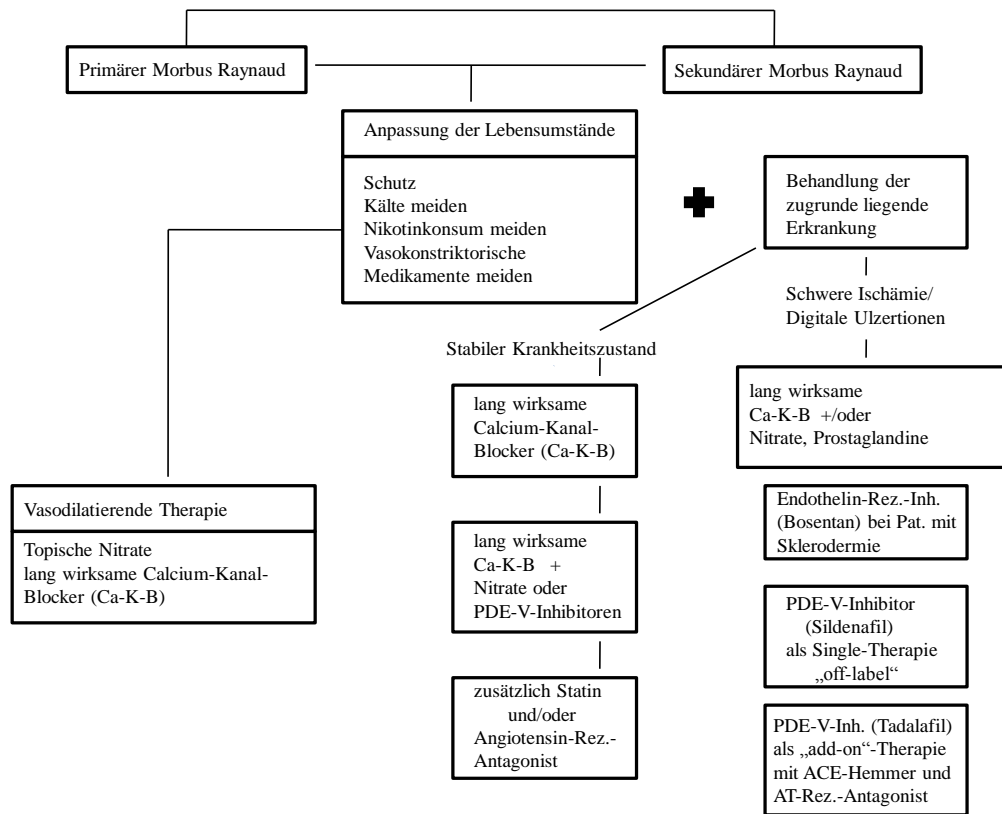 Primärer Morbus Raynaud
Sekundärer Morbus Raynaud
Anpassung der Lebensumstände
Schutz
Kälte meiden
Nikotinkonsum meiden
Vasokonstriktorische
Medikamente meiden
Behandlung der
zugrunde liegende
Erkrankung
Schwere Ischämie/
Digitale Ulzertionen
Stabiler Krankheitszustand
lang wirksame
Calcium-Kanal-
Blocker (Ca-K-B)
lang wirksame
Ca-K-B +/oder
Nitrate, Prostaglandine
Vasodilatierende Therapie
Topische Nitrate
lang wirksame Calcium-Kanal-
Blocker (Ca-K-B)
lang wirksame
Ca-K-B +
Nitrate oder
PDE-V-Inhibitoren
Endothelin-Rez.-Inh.
(Bosentan) bei Pat. mit
Sklerodermie
PDE-V-Inhibitor
(Sildenafil)
als Single-Therapie
„off-label“
zusätzlich Statin
und/oder
Angiotensin-Rez.-
Antagonist
PDE-V-Inh. (Tadalafil)
als „add-on“-Therapie
mit ACE-Hemmer und
AT-Rez.-Antagonist